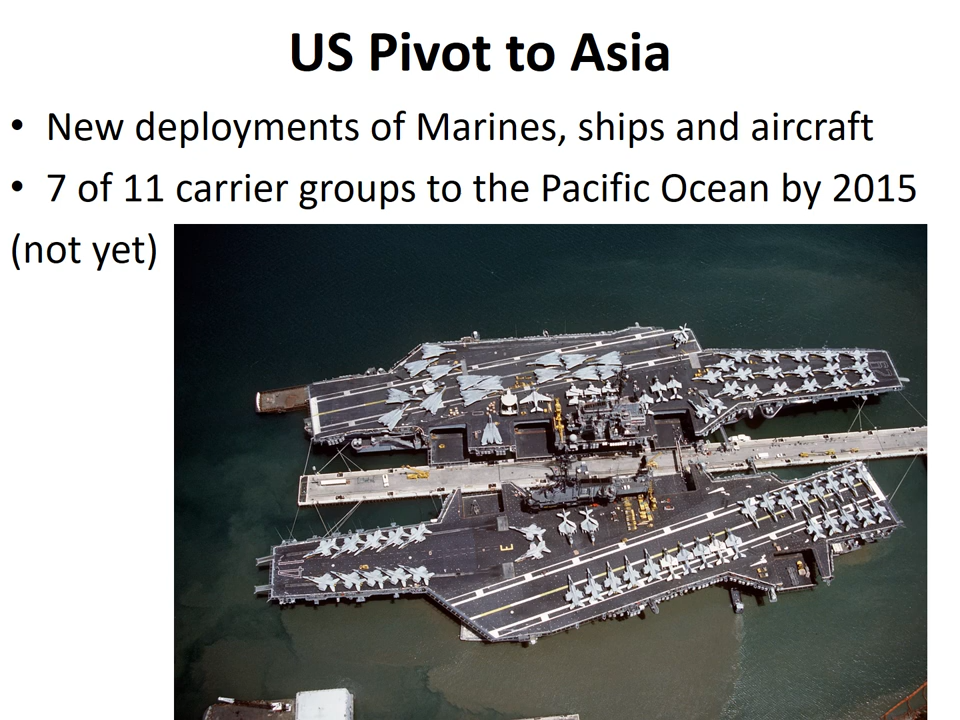 US Pivot to Asia
• New deployments of Marines, ships and aircraft
• 7 of 11 carrier groups to the Pacific Ocean by 2015
(not yet)
E